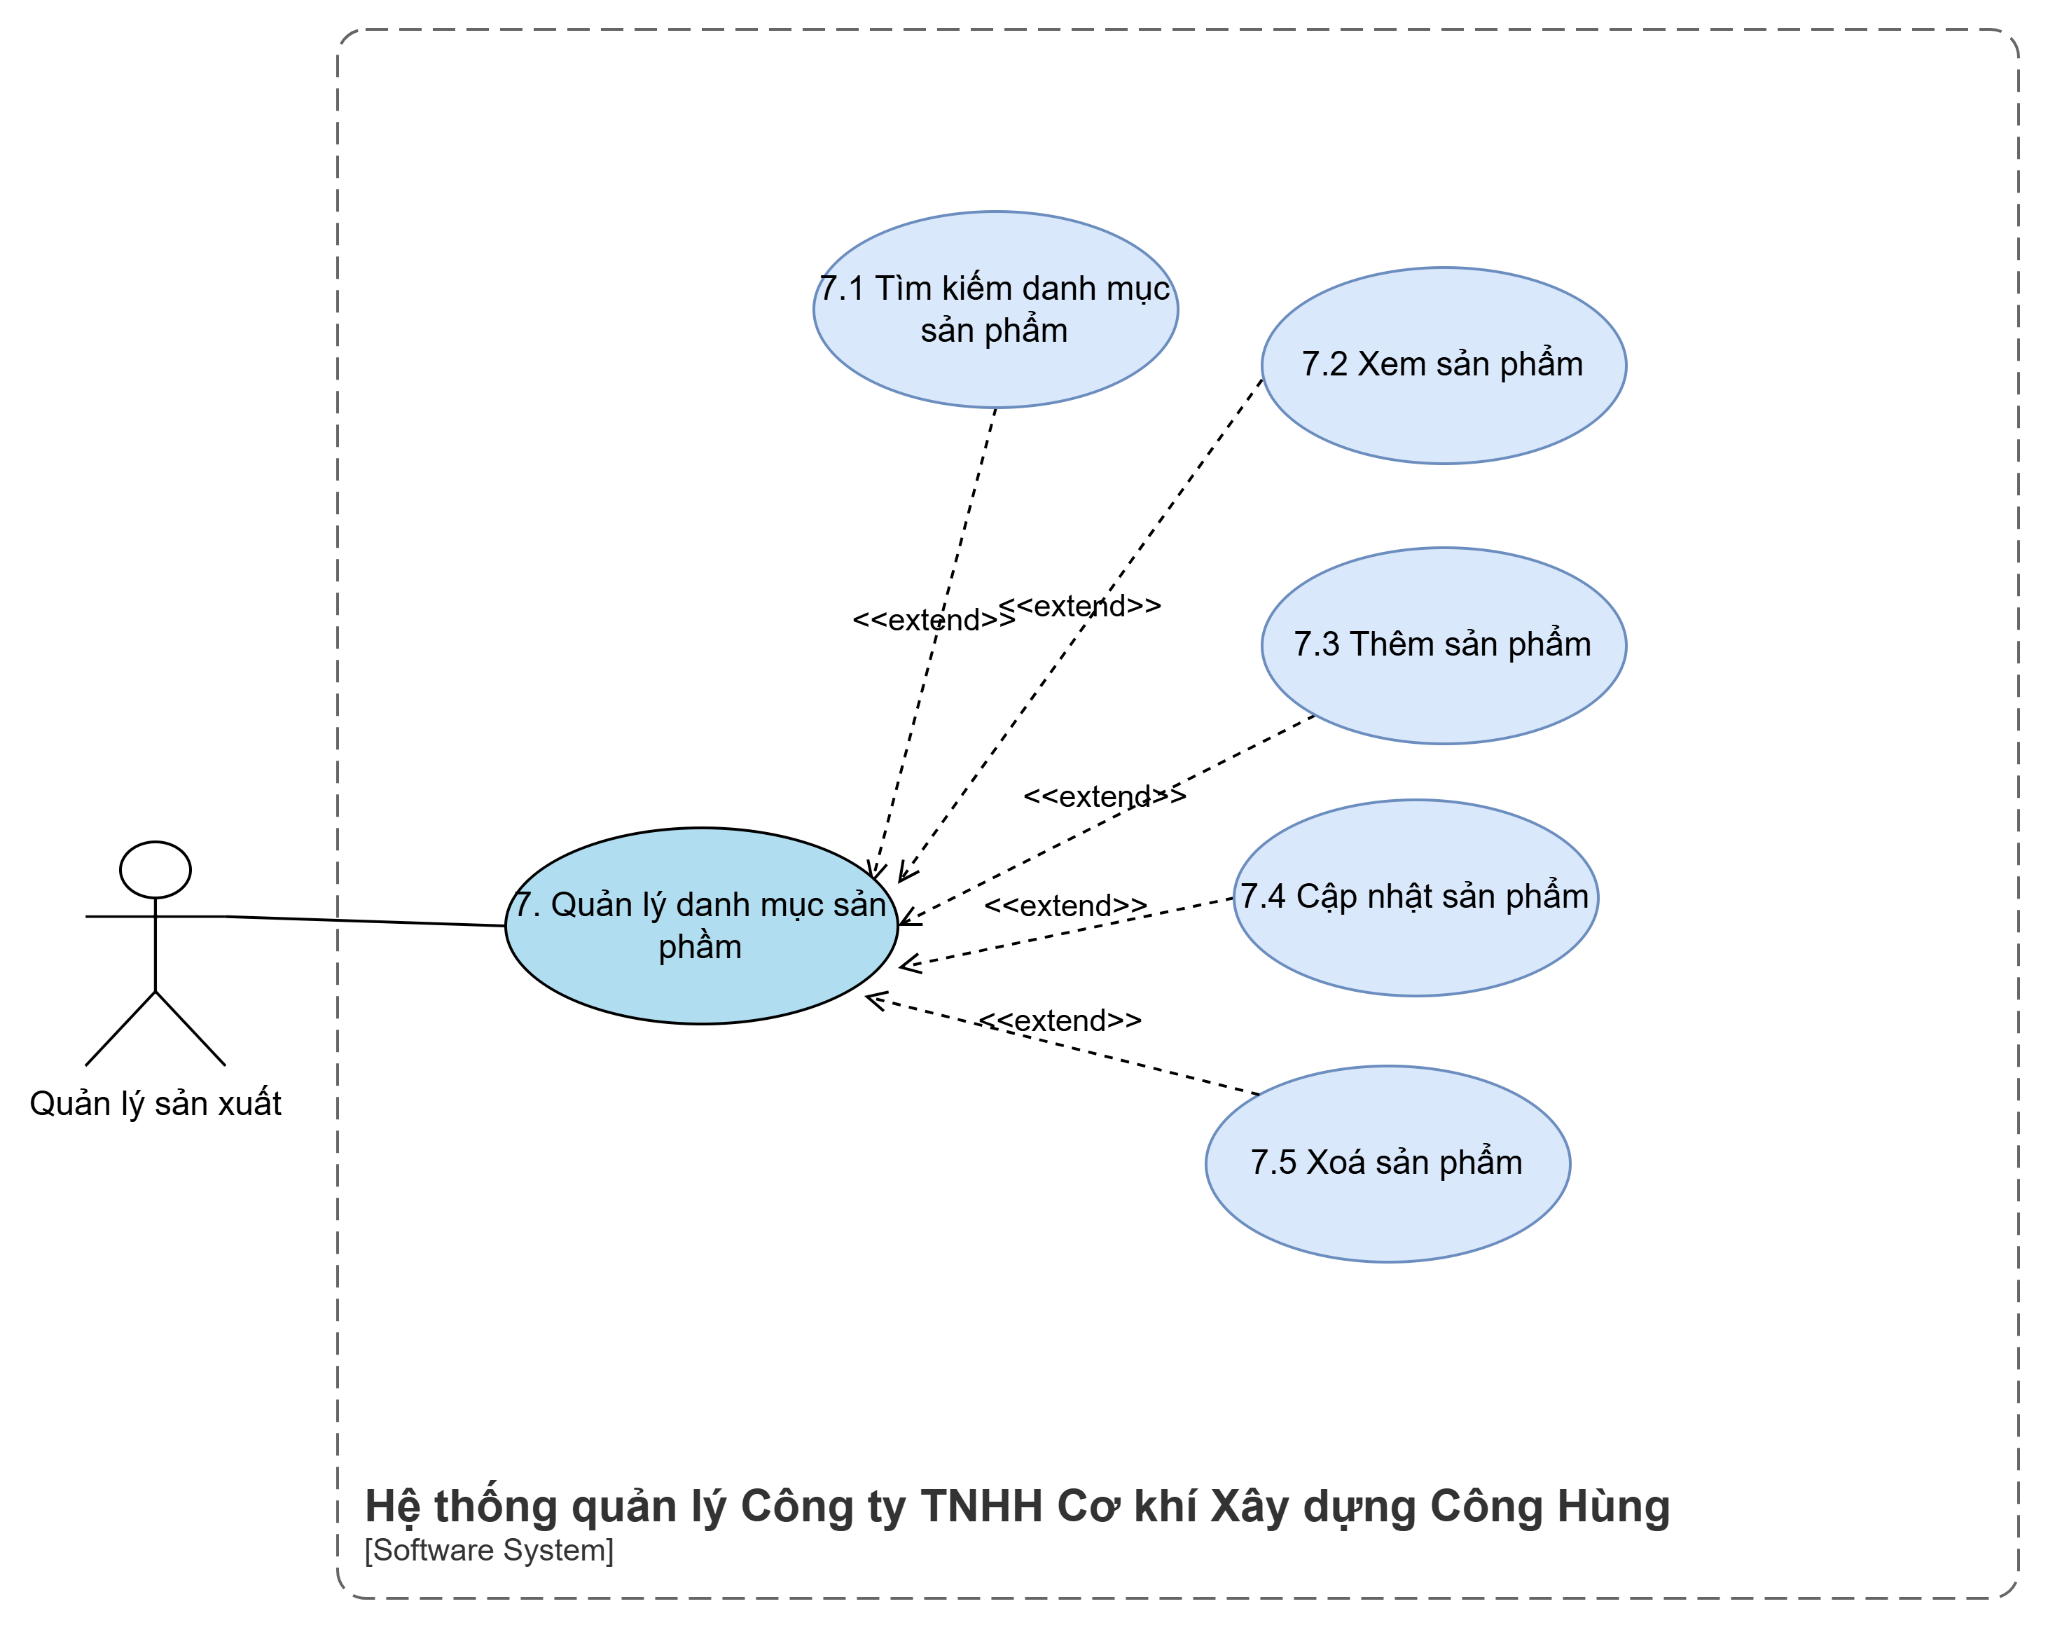 7.1 Tìm kiếm danh mục
sản phẩm
7.2 Xem sản phẩm
<<extend>>
<<extend>>
7.3 Thêm sản phẩm
<<extend>>
7. Quản lý danh mục sản
phầm
<<extend>>
7.4 Cập nhật sản phẩm
<<extend>>
Quản lý sản xuất
7.5 Xoá sản phẩm
Hệ thống quản lý Công ty TNHH Cơ khí Xây dựng Công Hùng
[Software System]